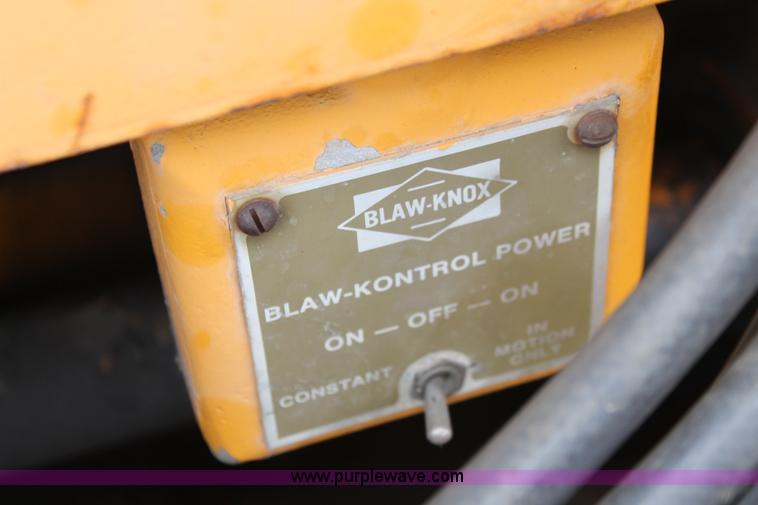 BLAW-KNOX
BLAW-KONTROL POWER
ON — OFF — ON
CONSTANT
IN
MOTION
ONLY
www.purplewave.com